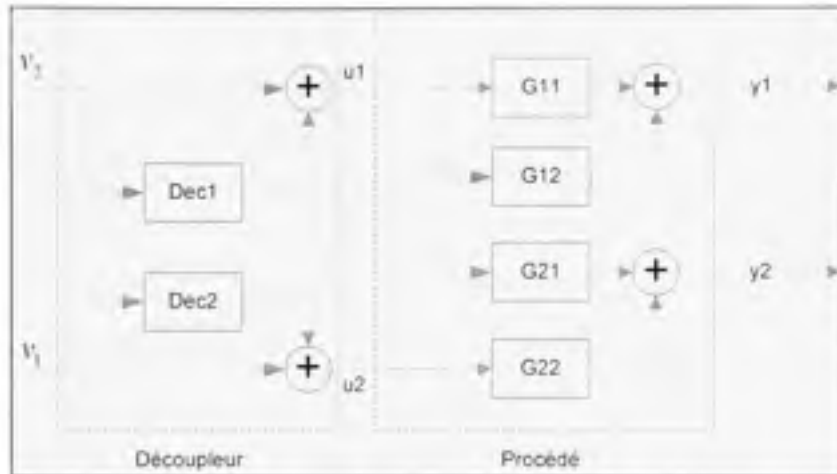 v₂
u1
G11
y1
Dec1
G12
Dec2
G21
y2
v₁
u2
G22
Découpleur
Procédé